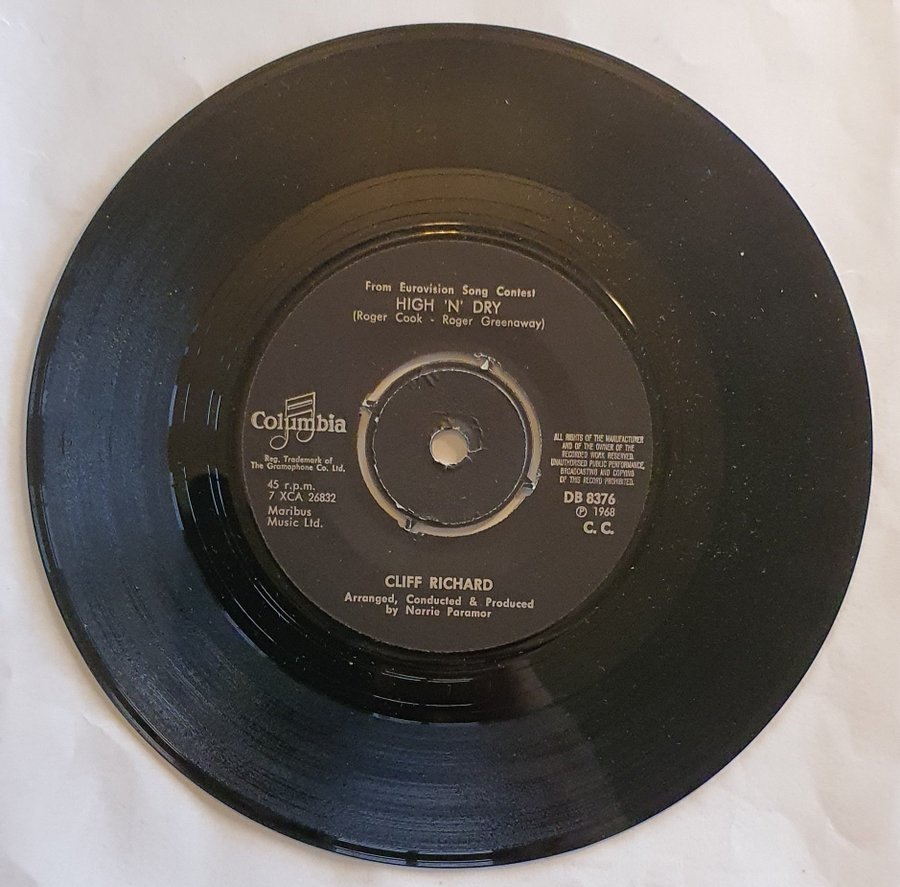 From Eurovision Song Contest
HIGH 'N' DRY
(Roger Cook - Roger Greenaway)
Columbia
Reg. Trademark of
The Gramophone Co. Ltd.
45 r.p.m.
7 XCA 26832
Maribus
Music Ltd.
ALL RIGHTS OF THE MANUFACTURER
AND OF THE OWNER OF THE
RECORDED WORK RESERVED.
UNAUTHORISED PUBLIC PERFORMANCE,
BROADCASTING AND COPYING
OF THIS RECORD PROHIBITED.
DB 8376
℗ 1968
C. C.
CLIFF RICHARD
Arranged, Conducted & Produced
by Norrie Paramor